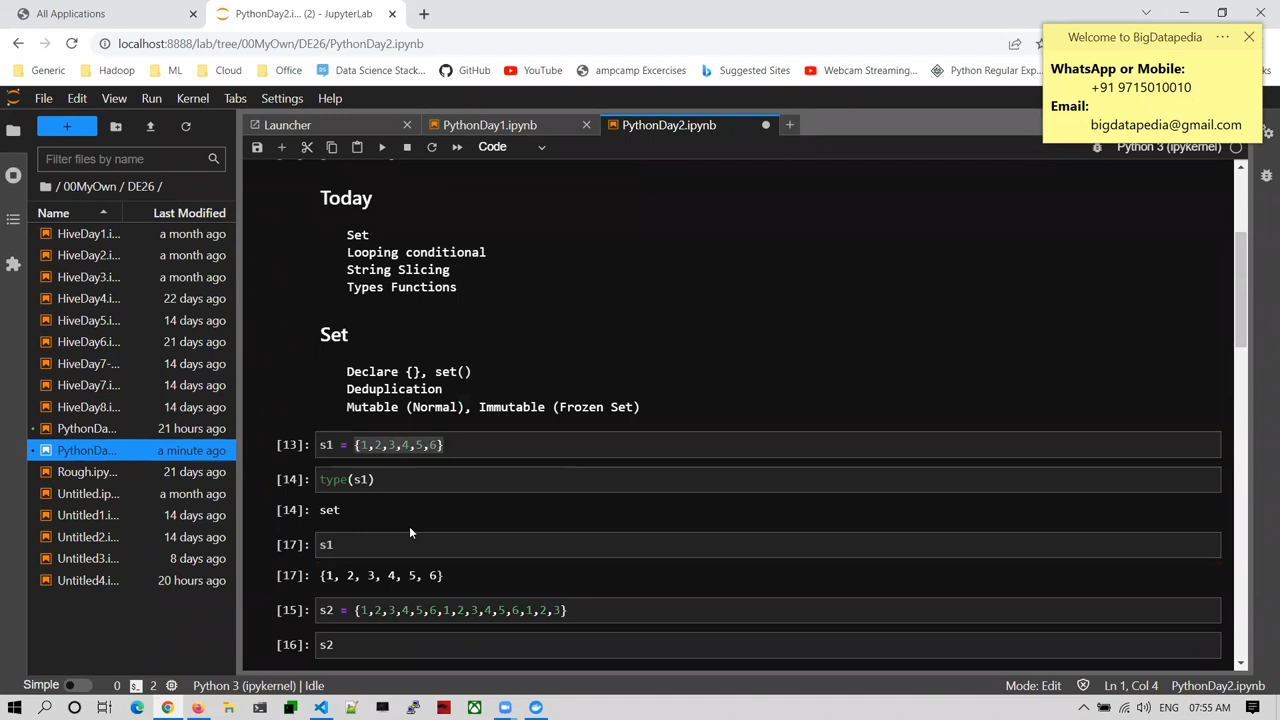 All Applications
PythonDay2.i... (2) - JupyterLab
localhost:8888/lab/tree/00MyOwn/DE26/PythonDay2.ipynb
Generic Hadoop ML Cloud Office Data Science Stack... GitHub YouTube ampcamp Excercises Suggested Sites Webcam Streaming... Python Regular Exp...
Welcome to BigDatapedia
WhatsApp or Mobile:
+91 9715010010
Email:
bigdatapedia@gmail.com
File Edit View Run Kernel Tabs Settings Help
Launcher PythonDay1.ipynb PythonDay2.ipynb
Code
Python 3 (ipykernel)
Filter files by name
/ 00MyOwn / DE26 /
Name Last Modified
HiveDay1.i... a month ago
HiveDay2.i... a month ago
HiveDay3.i... a month ago
HiveDay4.i... 22 days ago
HiveDay5.i... 14 days ago
HiveDay6.i... 21 days ago
HiveDay7-... 14 days ago
HiveDay7.i... 14 days ago
HiveDay8.i... 14 days ago
PythonDa... 21 hours ago
PythonDa... a minute ago
Rough.ipy... 21 days ago
Untitled.ip... a month ago
Untitled1.i... 14 days ago
Untitled2.i... 14 days ago
Untitled3.i... 8 days ago
Untitled4.i... 20 hours ago
Today
Set
Looping conditional
String Slicing
Types Functions
Set
Declare {}, set()
Deduplication
Mutable (Normal), Immutable (Frozen Set)
[13]: s1 = {1,2,3,4,5,6}
[14]: type(s1)
[14]: set
[17]: s1
[17]: {1, 2, 3, 4, 5, 6}
[15]: s2 = {1,2,3,4,5,6,1,2,3,4,5,6,1,2,3}
[16]: s2
Simple 0 2 Python 3 (ipykernel) | Idle Mode: Edit Ln 1, Col 4 PythonDay2.ipynb
ENG 07:55 AM